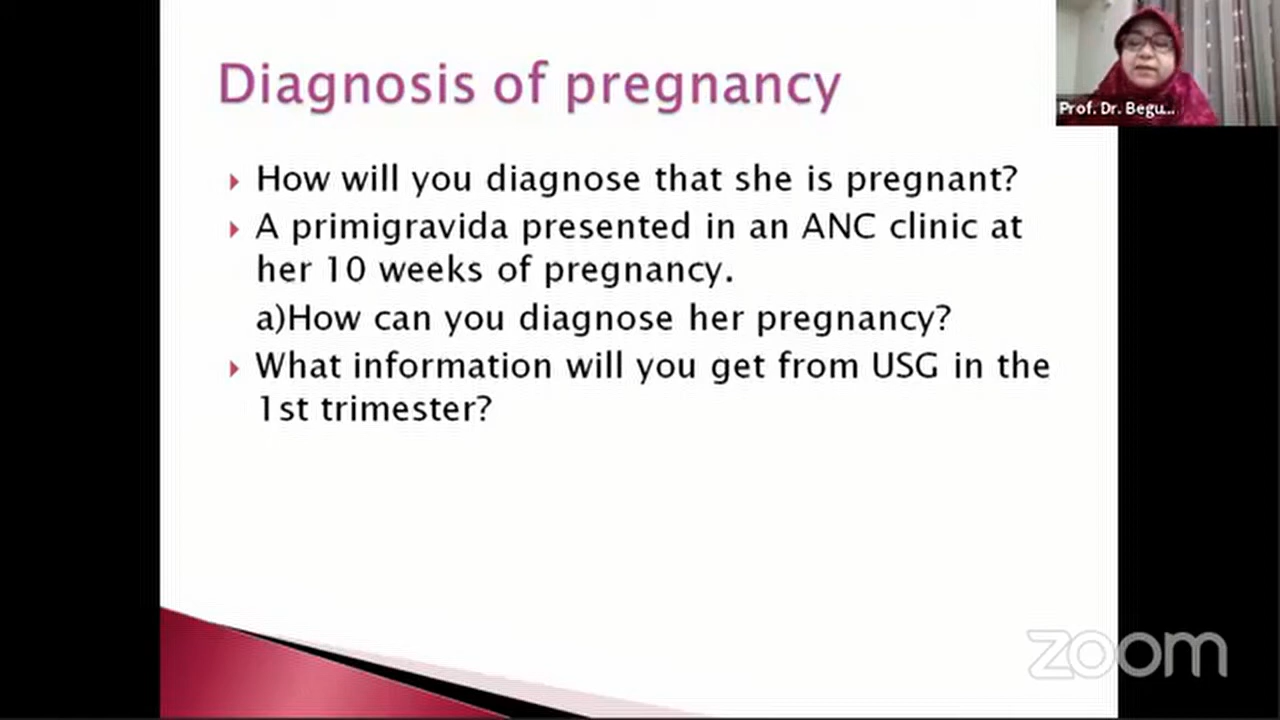 Diagnosis of pregnancy
How will you diagnose that she is pregnant?
A primigravida presented in an ANC clinic at
her 10 weeks of pregnancy.
a)How can you diagnose her pregnancy?
What information will you get from USG in the
1st trimester?
Prof. Dr. Begu...
zoom